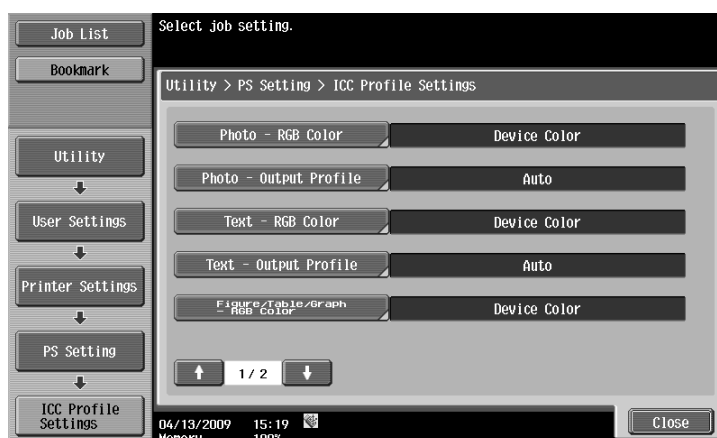 Job List
Bookmark
Utility
User Settings
Printer Settings
PS Setting
ICC Profile
Settings
Select job setting.
Utility > PS Setting > ICC Profile Settings
Photo - RGB Color
Device Color
Photo - Output Profile
Auto
Text - RGB Color
Device Color
Text - Output Profile
Auto
Figure/Table/Graph
- RGB Color
Device Color
1/ 2
04/13/2009 15:19
Memory 100%
Close